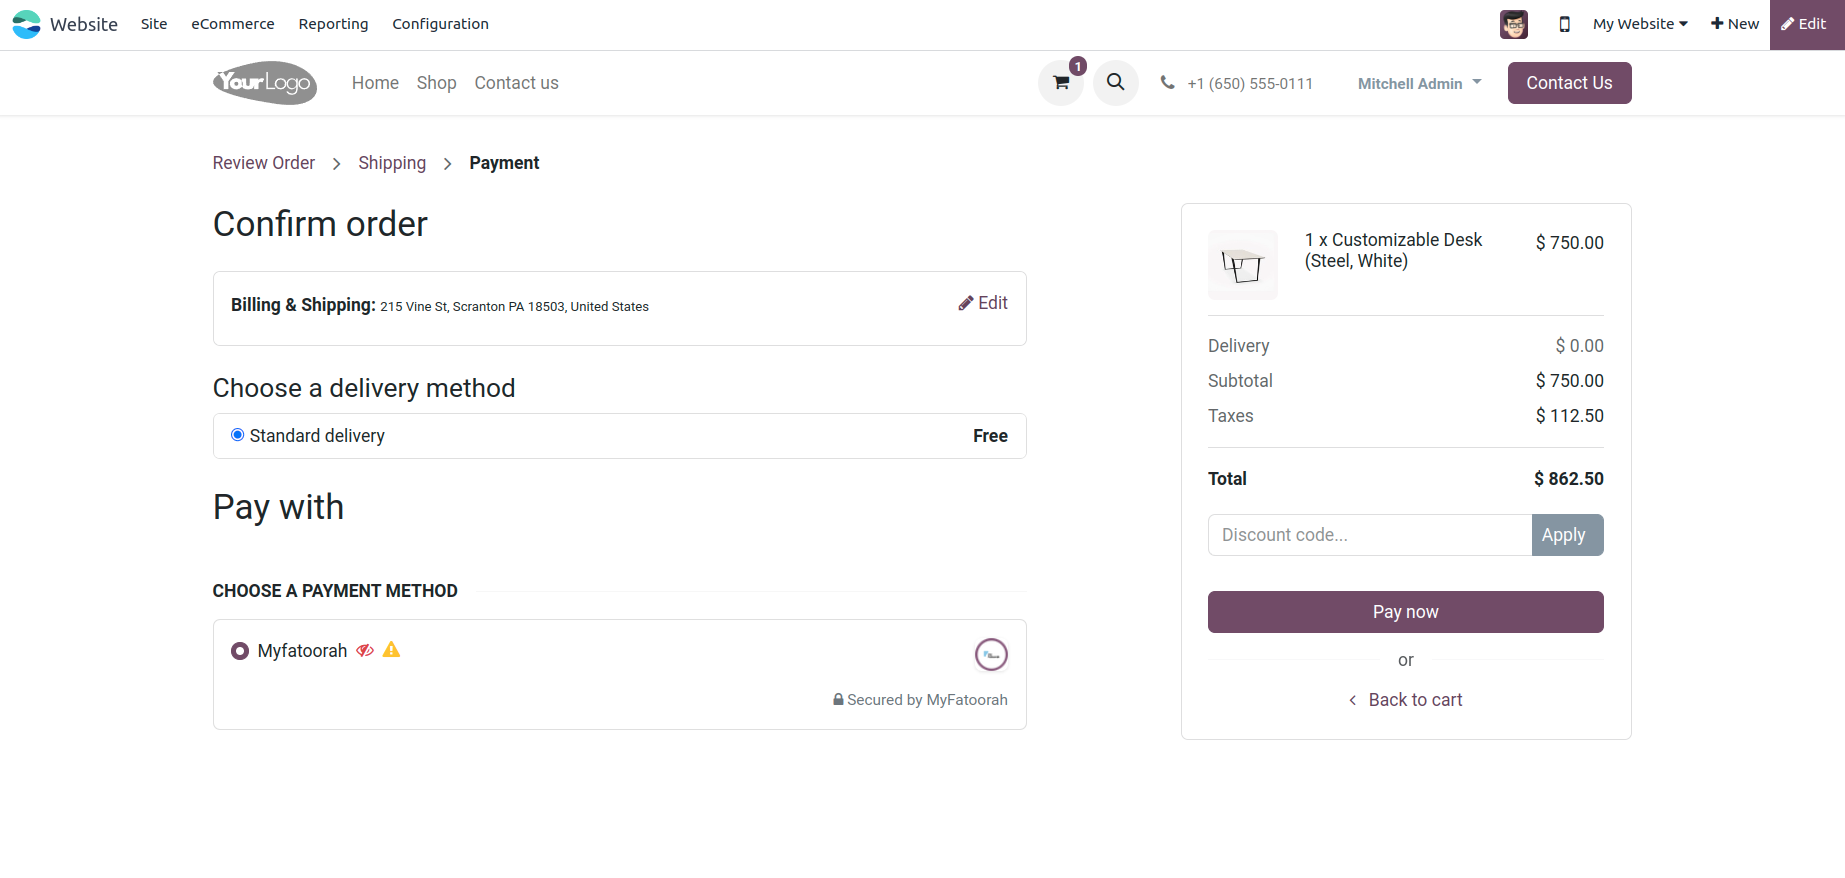 Website Site eCommerce Reporting Configuration My Website New Edit
YourLogo Home Shop Contact us 1 +1 (650) 555-0111 Mitchell Admin Contact Us
Review Order Shipping Payment
Confirm order
Billing & Shipping: 215 Vine St, Scranton PA 18503, United States Edit
Choose a delivery method
Standard delivery Free
Pay with
CHOOSE A PAYMENT METHOD
Myfatoorah
Secured by MyFatoorah
1 x Customizable Desk $ 750.00
(Steel, White)
Delivery $ 0.00
Subtotal $ 750.00
Taxes $ 112.50
Total $ 862.50
Discount code... Apply
Pay now
or
Back to cart